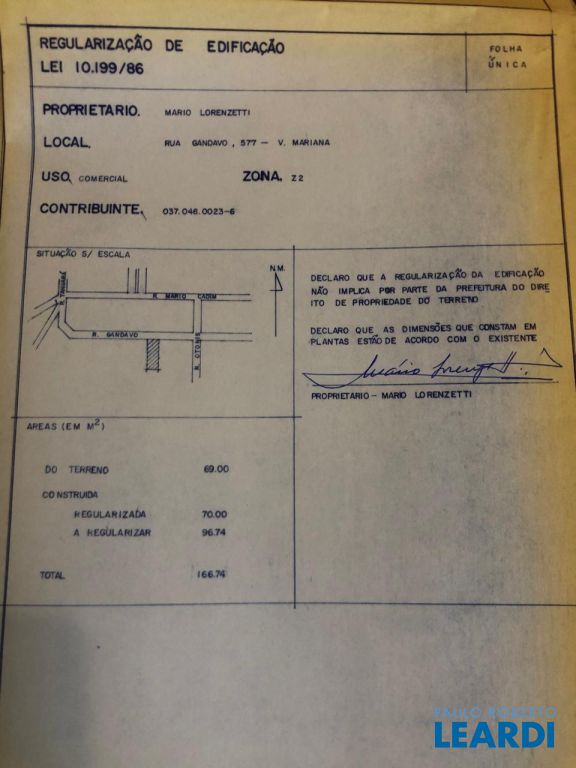 REGULARIZAÇÃO DE EDIFICAÇÃO
LEI 10.199/86
FOLHA
ÚNICA
PROPRIETARIO. MARIO LORENZETTI
LOCAL. RUA GANDAVO, 577 — V. MARIANA
USO. COMERCIAL ZONA. Z2
CONTRIBUINTE. 037.046.0023-6
SITUAÇÃO S/ ESCALA
N.M.
R. MARIO CADIM
R. GANDAVO
R. OTONIS
DECLARO QUE A REGULARIZAÇÃO DA EDIFICAÇÃO
NÃO IMPLICA POR PARTE DA PREFEITURA DO DIRE
ITO DE PROPRIEDADE DO TERRENO
DECLARO QUE AS DIMENSÕES QUE CONSTAM EM
PLANTAS ESTÃO DE ACORDO COM O EXISTENTE
PROPRIETARIO - MARIO LORENZETTI
AREAS (EM M²)
DO TERRENO 69.00
CONSTRUIDA
REGULARIZADA 70.00
A REGULARIZAR 96.74
TOTAL 166.74
PAULO ROBERTO
LEARDI